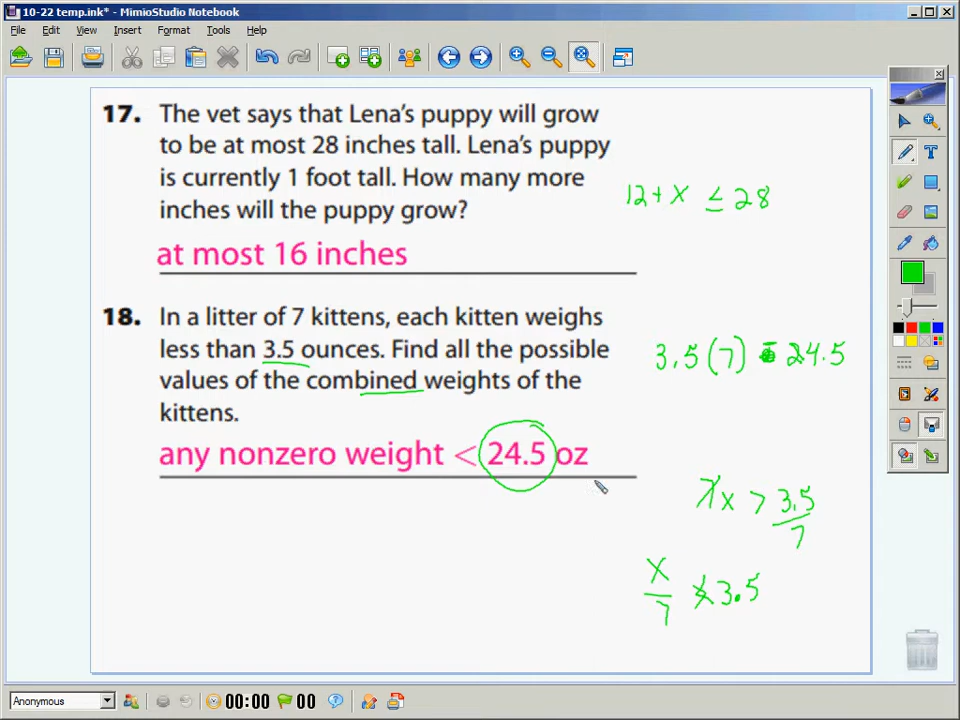 10-22 temp.ink* - MimioStudio Notebook
File Edit View Insert Format Tools Help
17. The vet says that Lena's puppy will grow
to be at most 28 inches tall. Lena's puppy
is currently 1 foot tall. How many more
inches will the puppy grow?
12 + x ≤ 28
at most 16 inches
18. In a litter of 7 kittens, each kitten weighs
less than 3.5 ounces. Find all the possible
values of the combined weights of the
kittens.
3.5(7) 24.5
any nonzero weight < 24.5 oz
7x > 3.5
7
x
7
3.5
Anonymous 00:00 00